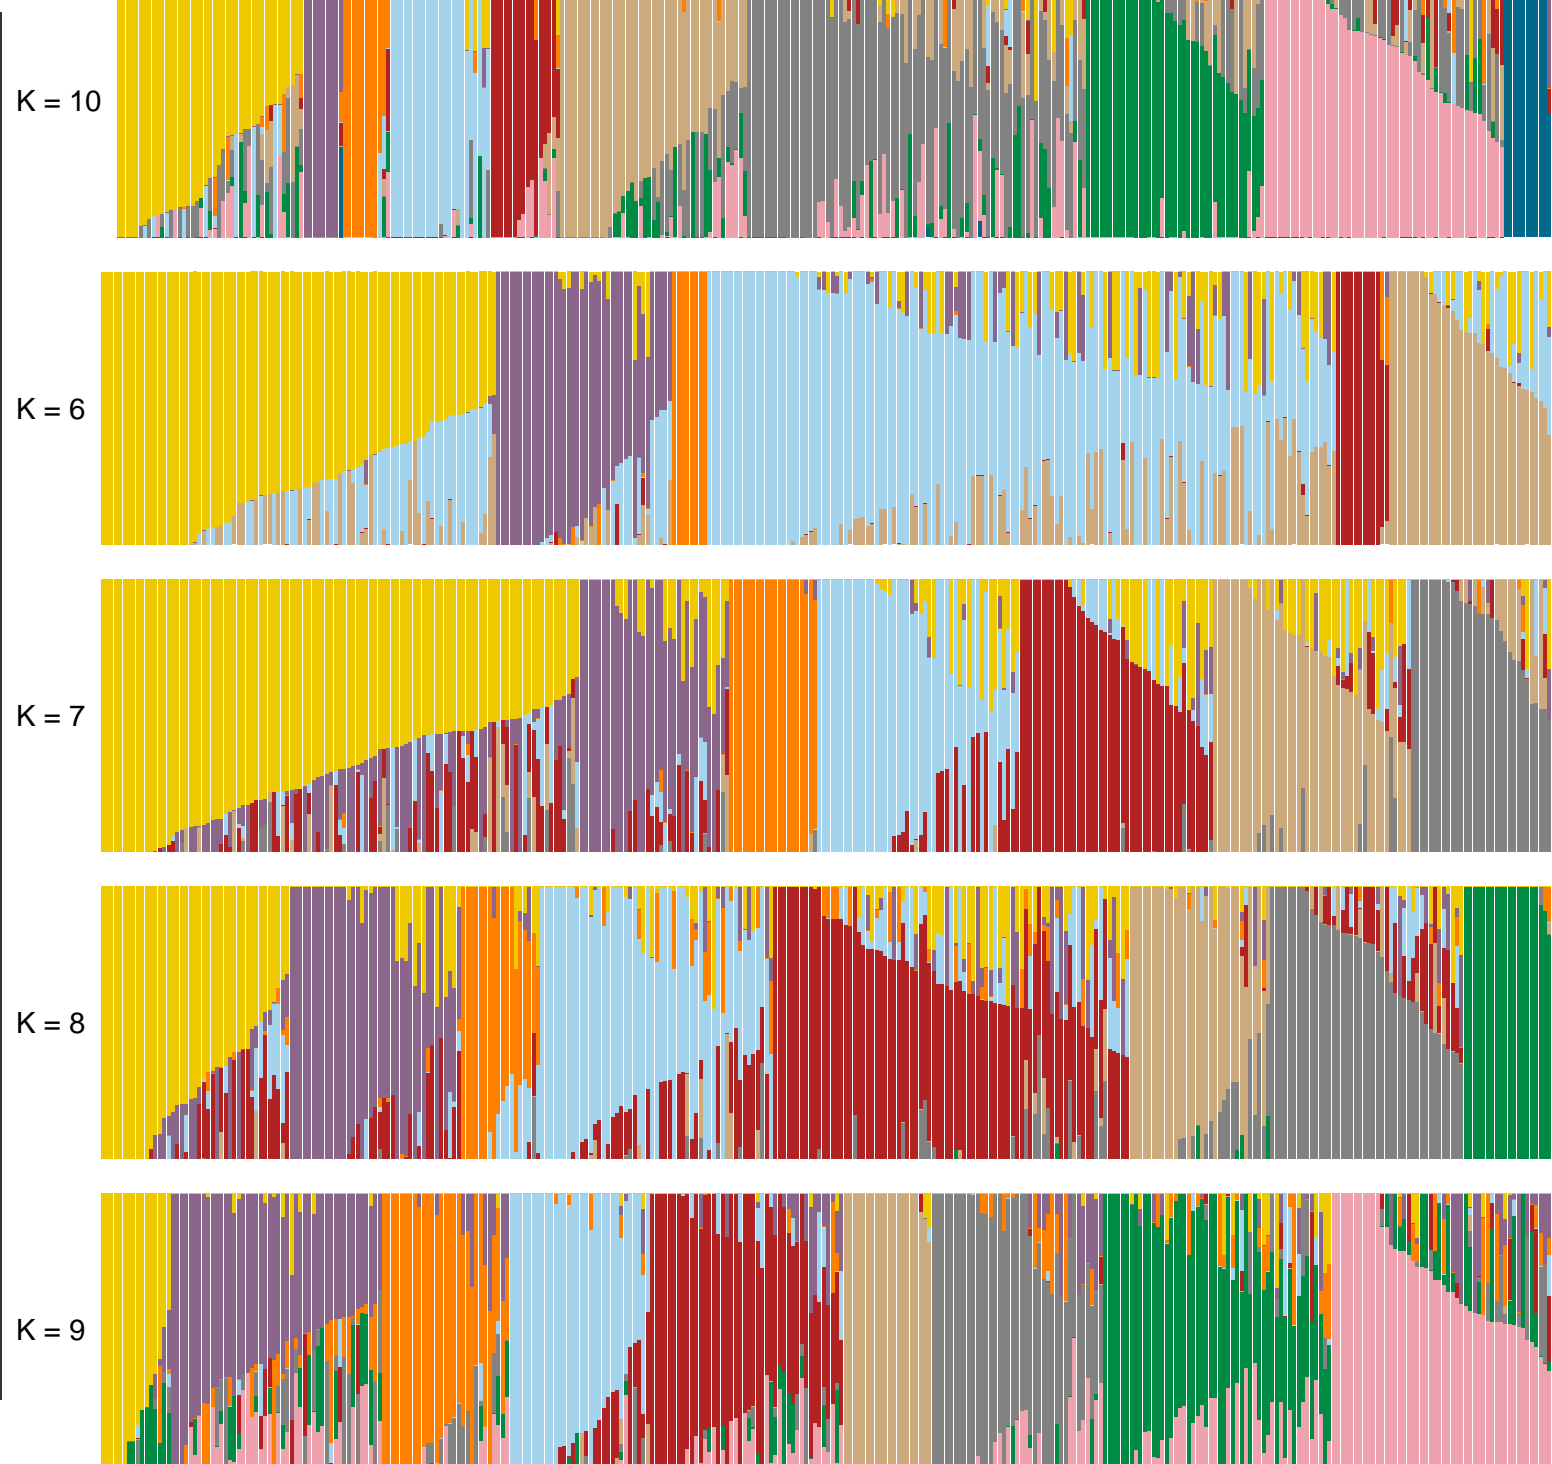 K = 10
K = 6
K = 7
K = 8
K = 9